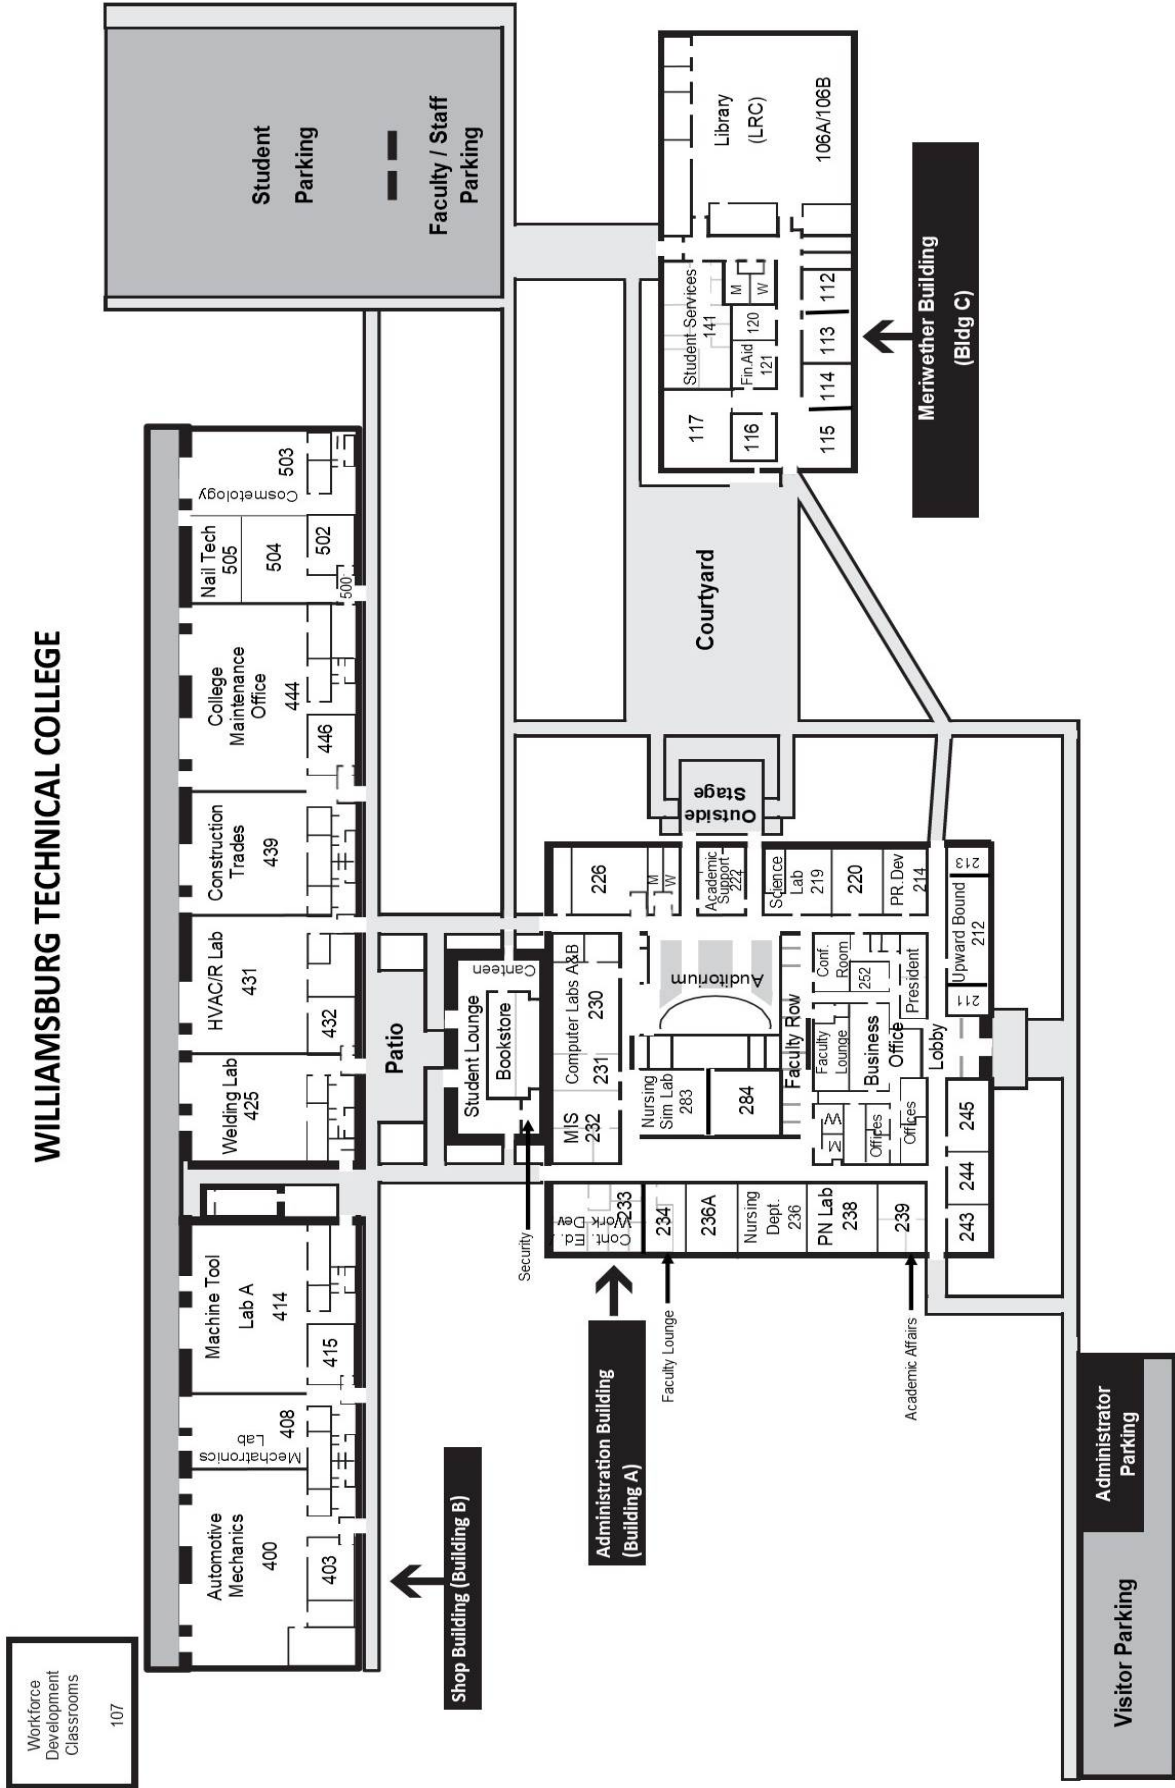 WILLIAMSBURG TECHNICAL COLLEGE
Workforce
Development
Classrooms
107
Automotive
Mechanics
400
403
Mechatronics
Lab
408
Machine Tool
Lab A
414
415
Welding Lab
425
HVAC/R Lab
431
432
Construction
Trades
439
College
Maintenance
Office
444
446
Nail Tech
505
504
502
500
Cosmetology
503
Shop Building (Building B)
Patio
Student Lounge
Bookstore
Canteen
Security
Student
Parking
Faculty / Staff
Parking
Administration Building
(Building A)
Cont. Ed.
Work Dev
233
234
Faculty Lounge
236A
Nursing
Dept.
236
PN Lab
238
239
Academic Affairs
243
244
245
MIS
232
Computer Labs A&B
231
230
226
M
W
Nursing
Sim Lab
283
284
Auditorium
Academic
Support
224
Outside
Stage
Science
Lab
219
220
PR.Dev
214
Faculty Row
M
W
Offices
Offices
Faculty
Lounge
Business
Office
Conf.
Room
252
President
Lobby
211
Upward Bound
212
213
Courtyard
Library
(LRC)
106A/106B
Student Services
141
M
W
120
Fin.Aid
121
117
116
115
114
113
112
Meriwether Building
(Bldg C)
Visitor Parking
Administrator
Parking